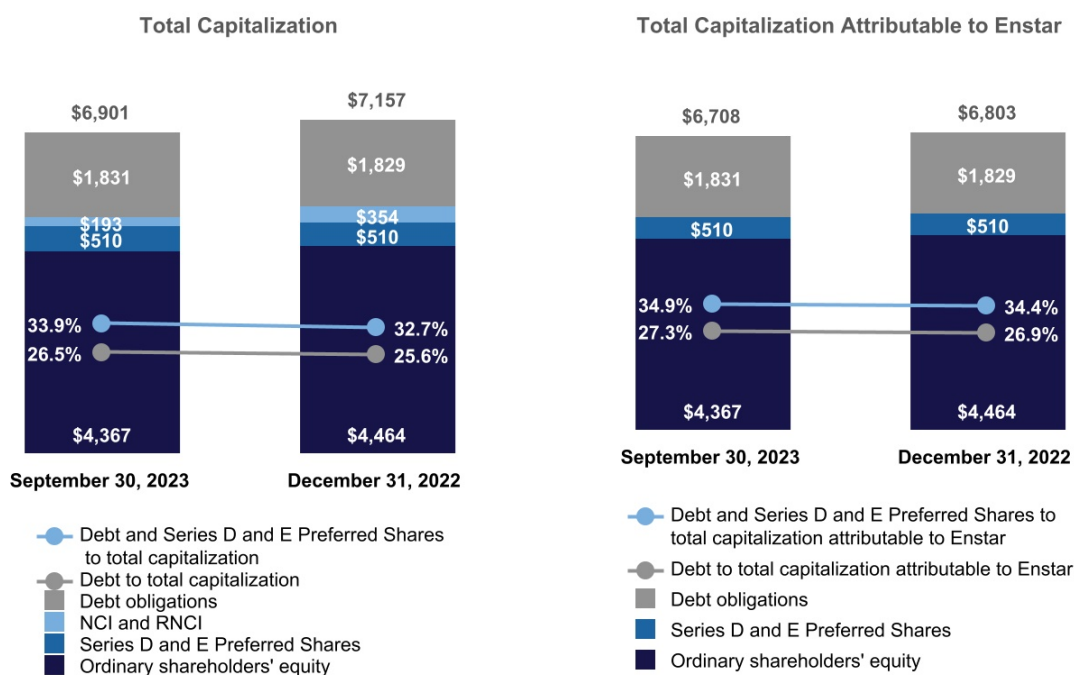 Total Capitalization
$6,901
$7,157
$1,831
$1,829
$193
$354
$510
$510
33.9%
32.7%
26.5%
25.6%
$4,367
$4,464
September 30, 2023
December 31, 2022
Debt and Series D and E Preferred Shares
to total capitalization
Debt to total capitalization
Debt obligations
NCI and RNCI
Series D and E Preferred Shares
Ordinary shareholders' equity
Total Capitalization Attributable to Enstar
$6,708
$6,803
$1,831
$1,829
$510
$510
34.9%
34.4%
27.3%
26.9%
$4,367
$4,464
September 30, 2023
December 31, 2022
Debt and Series D and E Preferred Shares to
total capitalization attributable to Enstar
Debt to total capitalization attributable to Enstar
Debt obligations
Series D and E Preferred Shares
Ordinary shareholders' equity